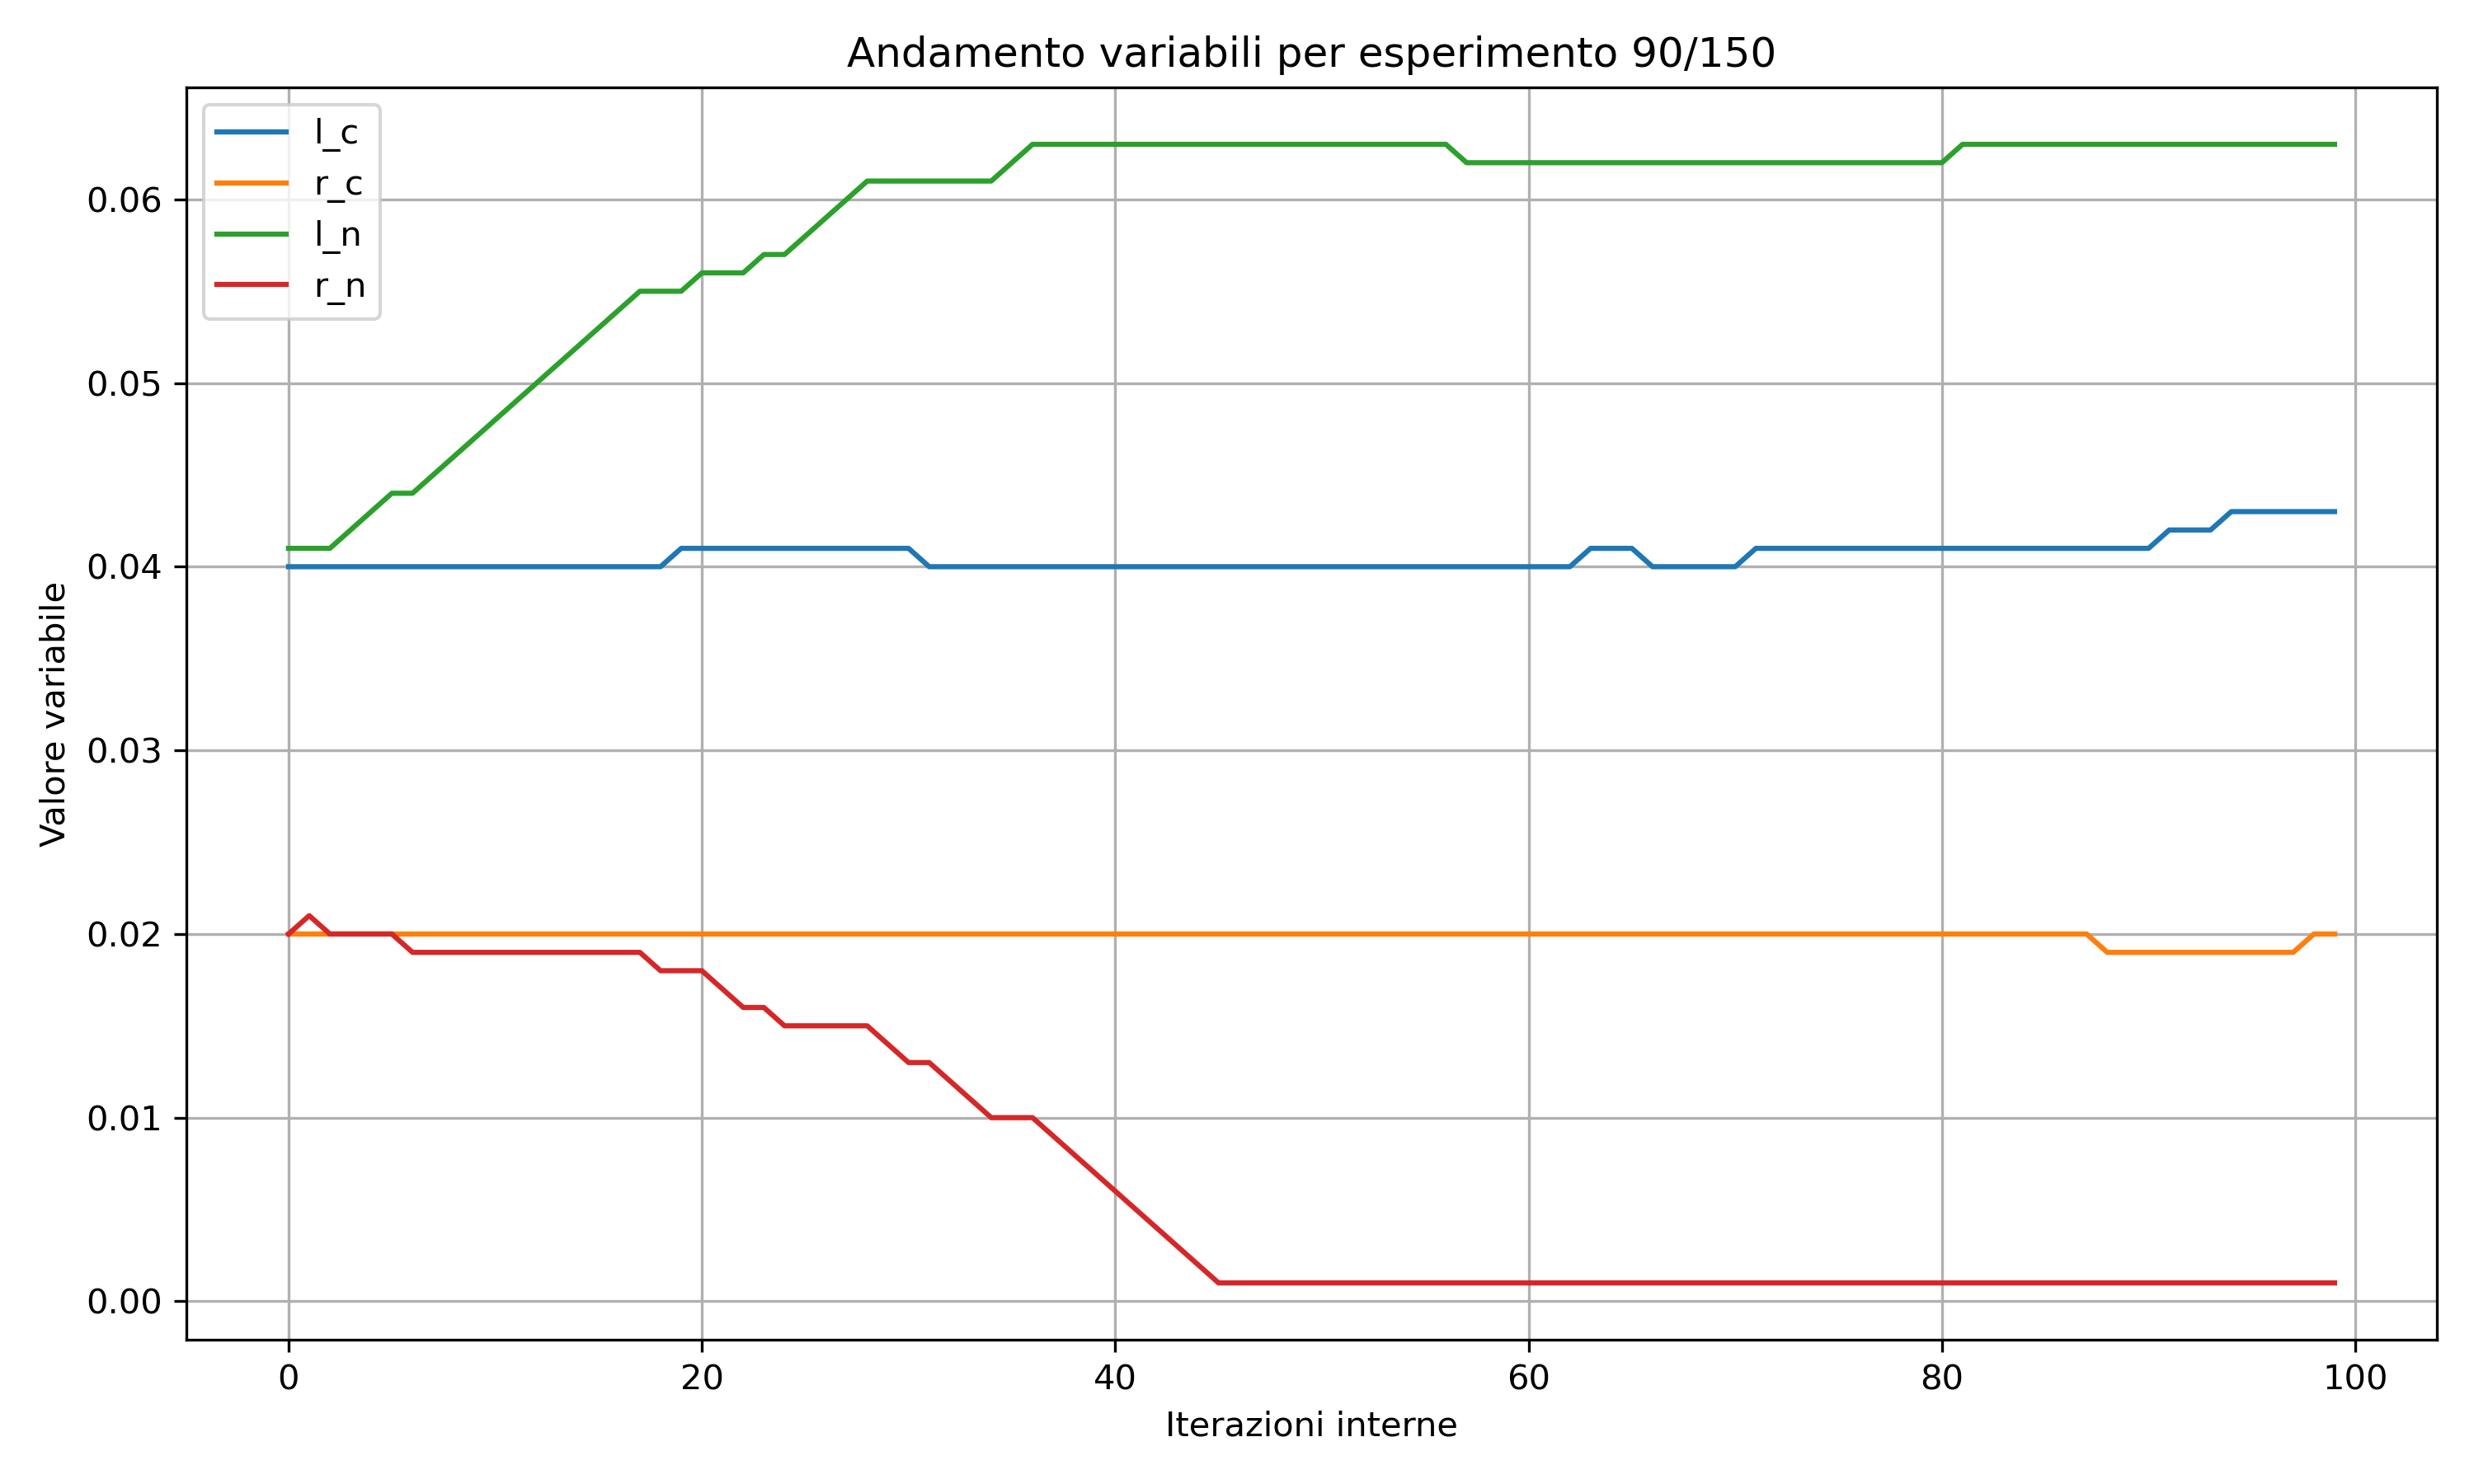 Andamento variabili per esperimento 90/150
l_c
r_c
l_n
r_n
0.06
0.05
0.04
0.03
0.02
0.01
0.00
Valore variabile
0 20 40 60 80 100
Iterazioni interne